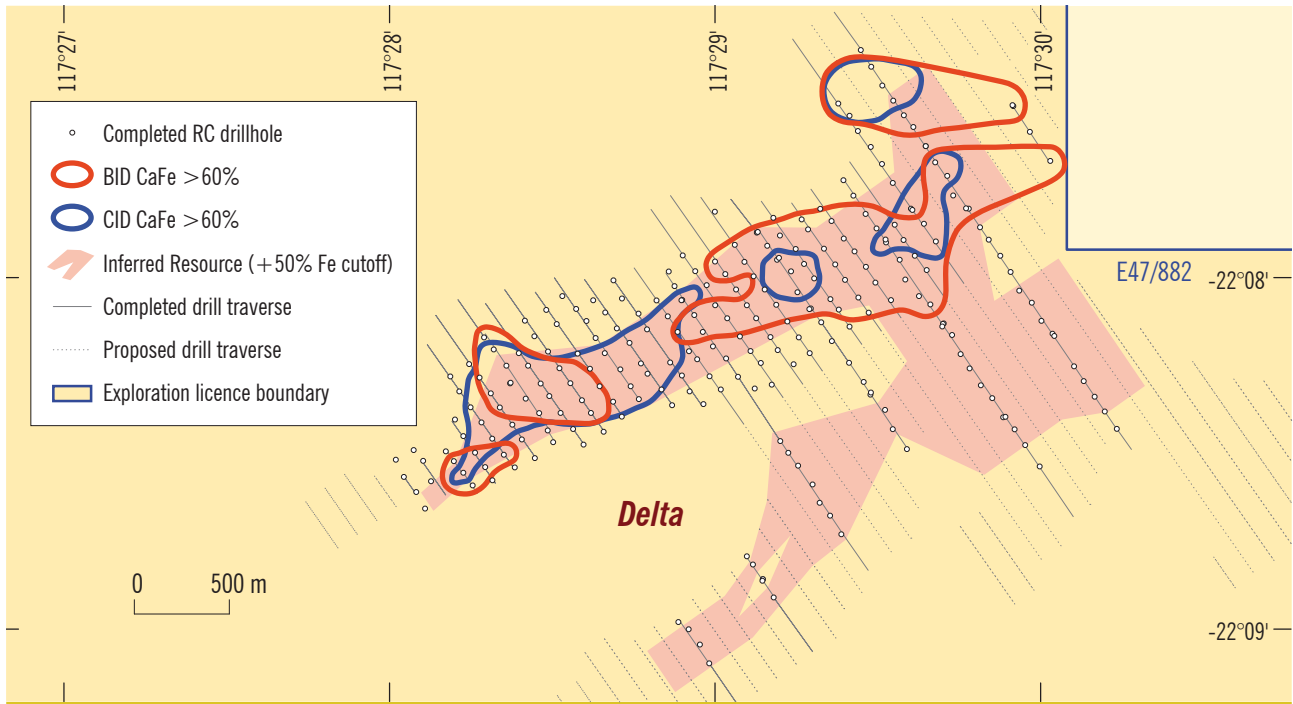 117°27'
117°28'
117°29'
117°30'
Completed RC drillhole
BID CaFe >60%
CID CaFe >60%
Inferred Resource (+50% Fe cutoff)
Completed drill traverse
Proposed drill traverse
Exploration licence boundary
E47/882
-22°08'
Delta
0 500 m
-22°09'